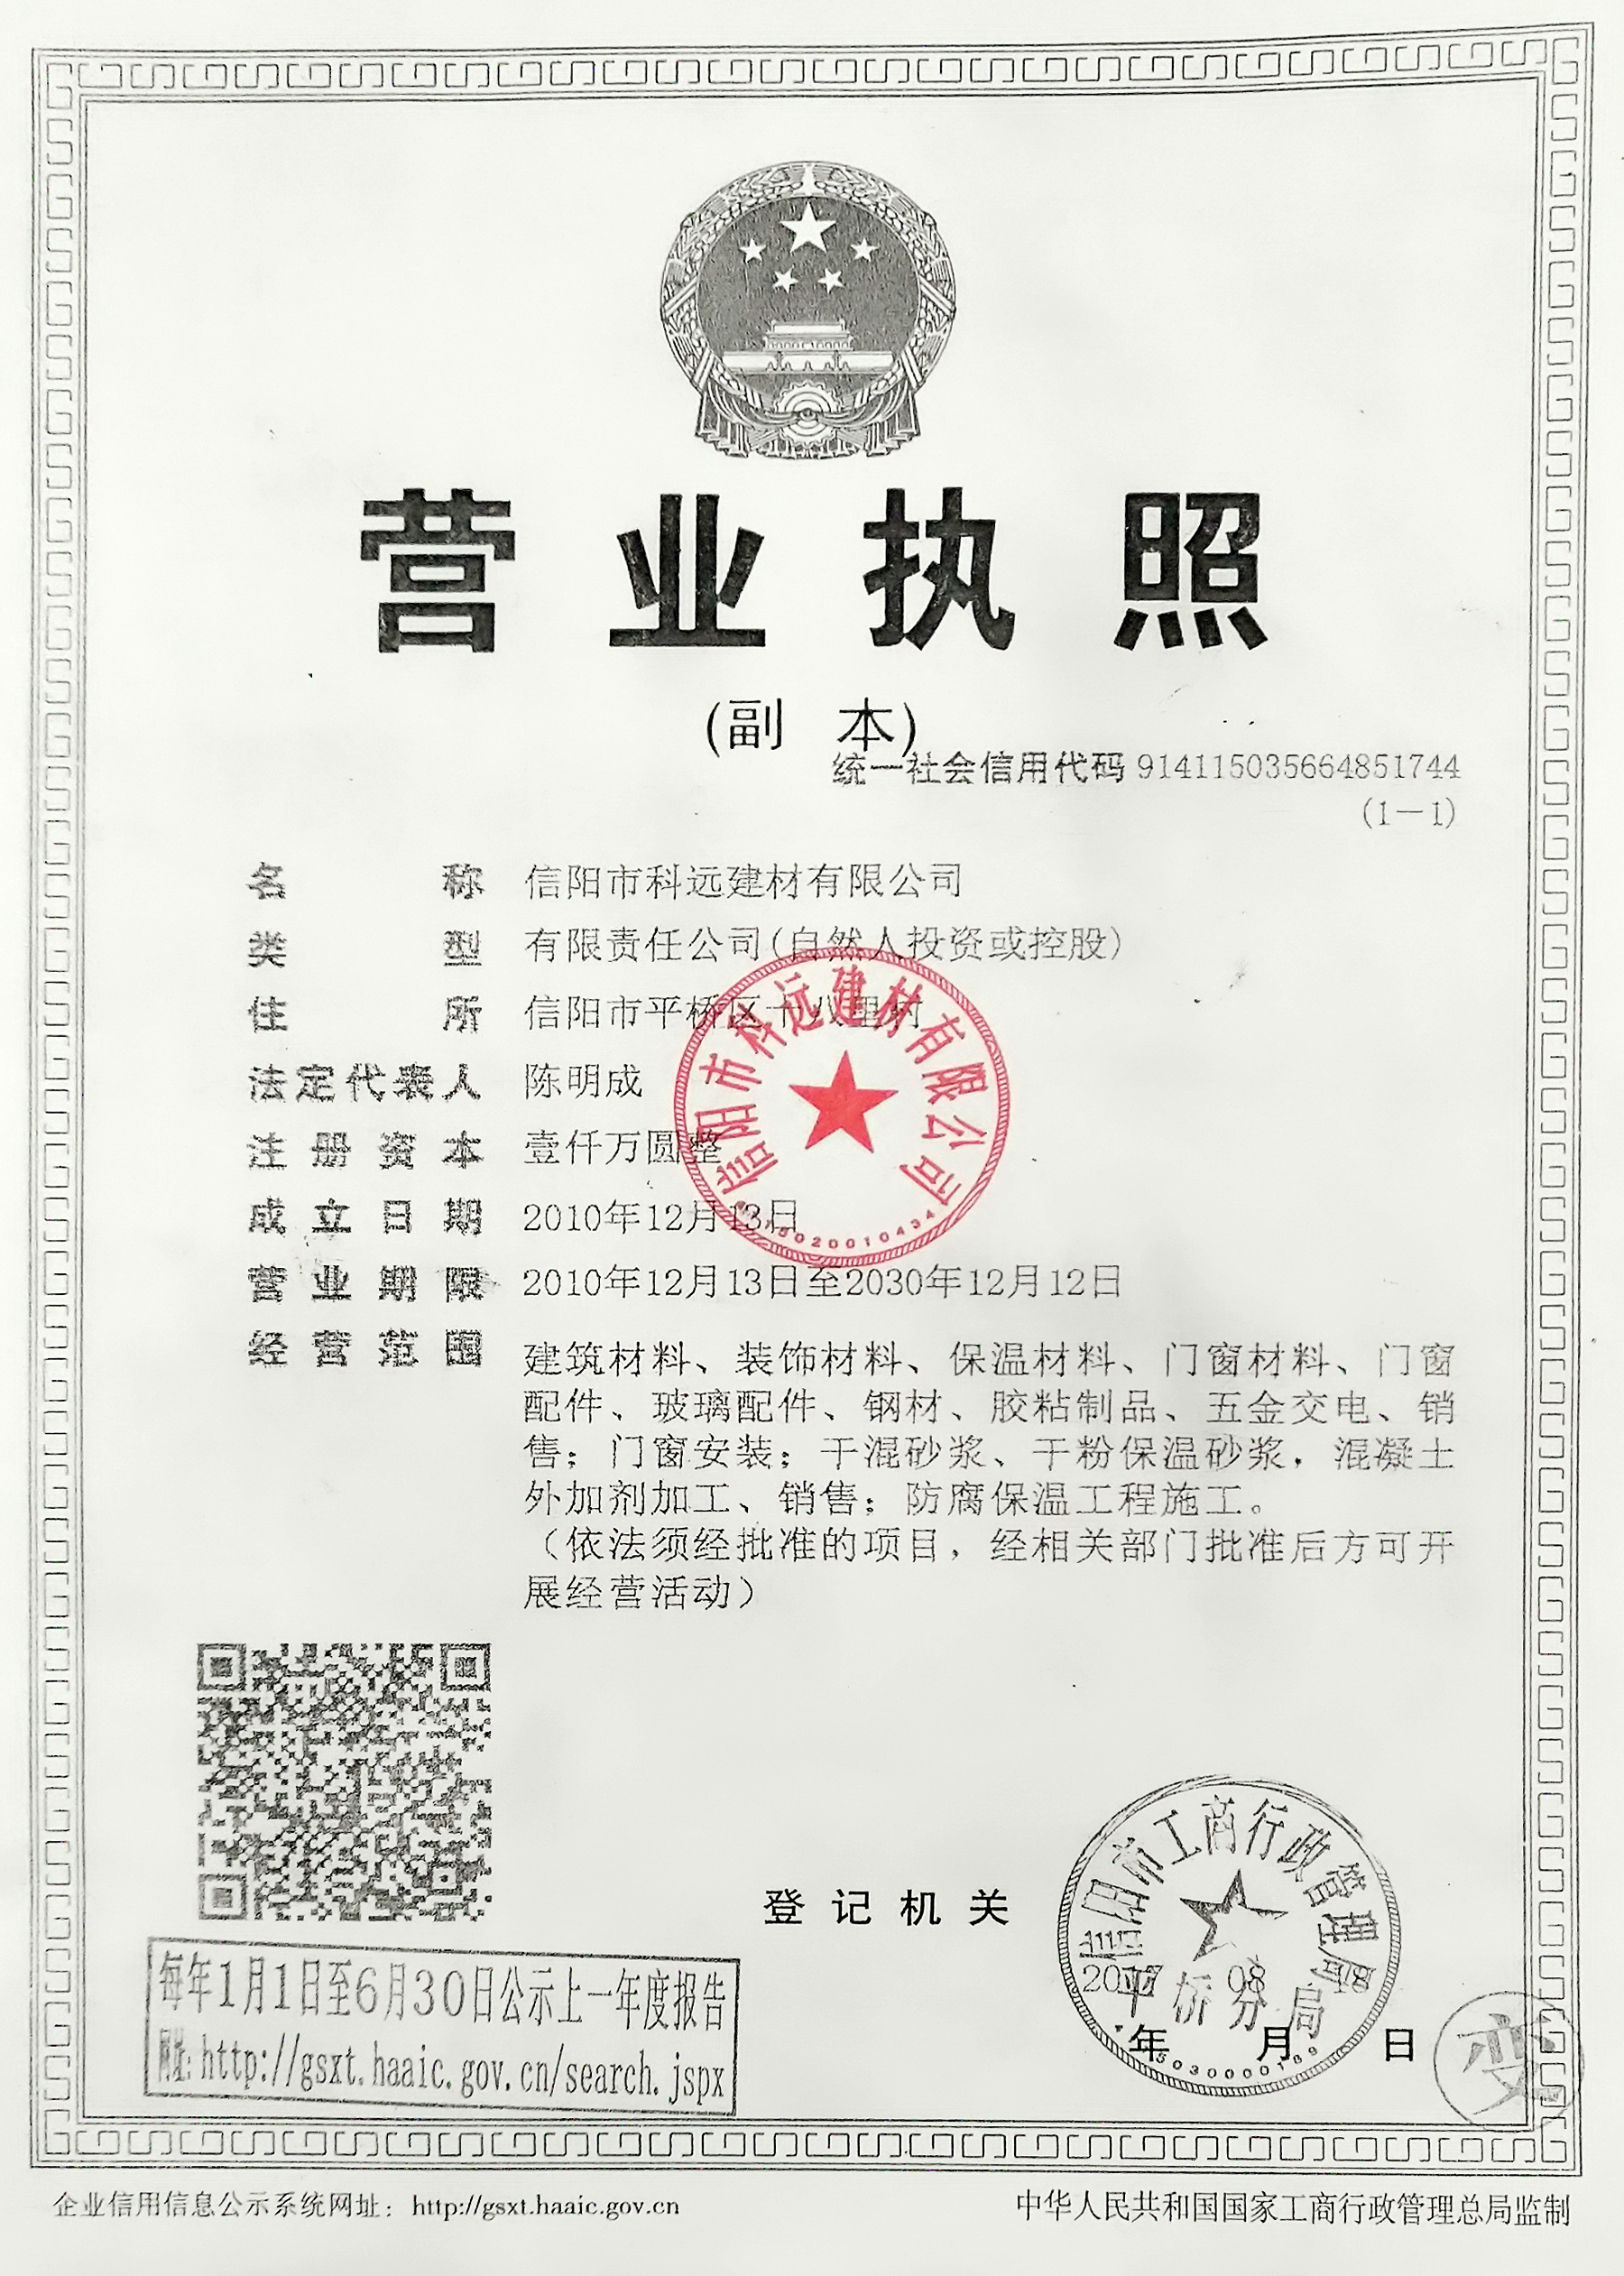 营业执照
(副 本)
统一社会信用代码 914115035664851744
(1-1)
名 称 信阳市科远建材有限公司
类 型 有限责任公司(自然人投资或控股)
住 所 信阳市平桥区十八里村
法定代表人 陈明成
注册资本 壹仟万圆整
成立日期 2010年12月13日
营业期限 2010年12月13日至2030年12月12日
经营范围 建筑材料、装饰材料、保温材料、门窗材料、门窗
配件、玻璃配件、钢材、胶粘制品、五金交电、销
售；门窗安装；干混砂浆、干粉保温砂浆，混凝土
外加剂加工、销售；防腐保温工程施工。
（依法须经批准的项目，经相关部门批准后方可开
展经营活动）
信阳市科远建材有限公司
登记机关
信阳市工商行政管理局
平桥分局
2017 08 18
年 月 日
变
每年1月1日至6月30日公示上一年度报告
网址:http://gsxt.haaic.gov.cn/search.jspx
企业信用信息公示系统网址：http://gsxt.haaic.gov.cn
中华人民共和国国家工商行政管理总局监制